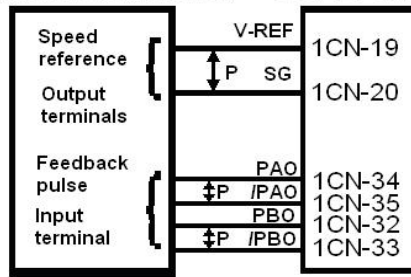 Speed
reference
Output
terminals
Feedback
pulse
Input
terminal
V-REF
P SG
PAO
P /PAO
PBO
P /PBO
1CN-19
1CN-20
1CN-34
1CN-35
1CN-32
1CN-33